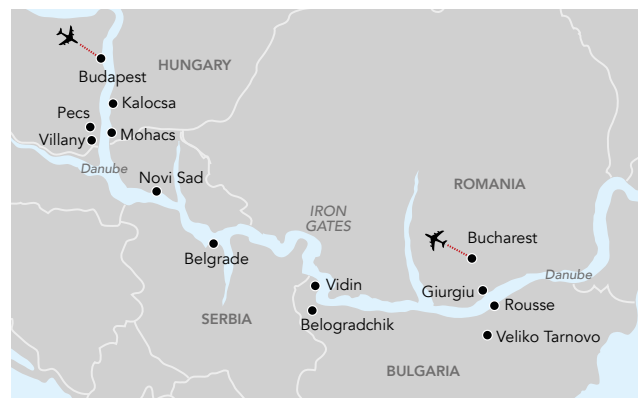 HUNGARY
Budapest
Kalocsa
Pecs
Mohacs
Villany
Danube
Novi Sad
ROMANIA
IRON
GATES
Bucharest
Belgrade
Danube
Vidin
Giurgiu
Rousse
SERBIA
Belogradchik
Veliko Tarnovo
BULGARIA